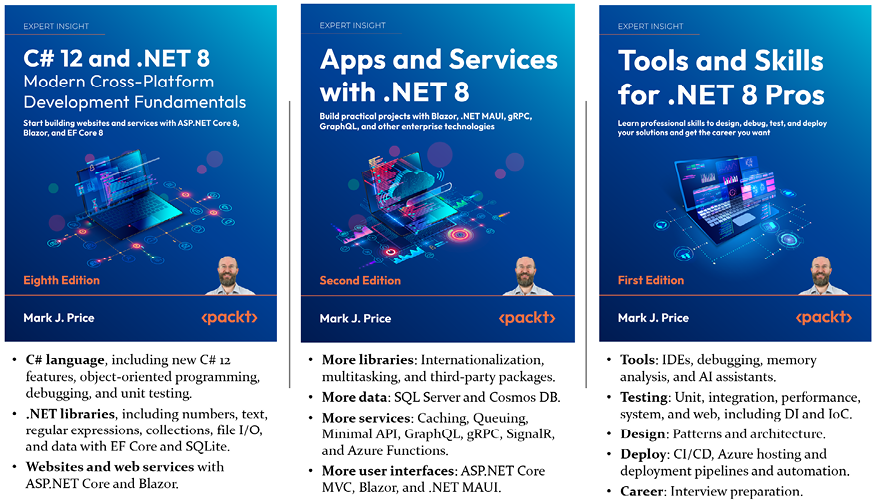 EXPERT INSIGHT
C# 12 and .NET 8
Modern Cross-Platform
Development Fundamentals
Start building websites and services with ASP.NET Core 8,
Blazor, and EF Core 8
Eighth Edition
Mark J. Price
<packt>
• C# language, including new C# 12
features, object-oriented programming,
debugging, and unit testing.
• .NET libraries, including numbers, text,
regular expressions, collections, file I/O,
and data with EF Core and SQLite.
• Websites and web services with
ASP.NET Core and Blazor.
EXPERT INSIGHT
Apps and Services
with .NET 8
Build practical projects with Blazor, .NET MAUI, gRPC,
GraphQL, and other enterprise technologies
Second Edition
Mark J. Price
<packt>
• More libraries: Internationalization,
multitasking, and third-party packages.
• More data: SQL Server and Cosmos DB.
• More services: Caching, Queuing,
Minimal API, GraphQL, gRPC, SignalR,
and Azure Functions.
• More user interfaces: ASP.NET Core
MVC, Blazor, and .NET MAUI.
EXPERT INSIGHT
Tools and Skills
for .NET 8 Pros
Learn professional skills to design, debug, test, and deploy
your solutions and get the career you want
First Edition
Mark J. Price
<packt>
• Tools: IDEs, debugging, memory
analysis, and AI assistants.
• Testing: Unit, integration, performance,
system, and web, including DI and IoC.
• Design: Patterns and architecture.
• Deploy: CI/CD, Azure hosting and
deployment pipelines and automation.
• Career: Interview preparation.